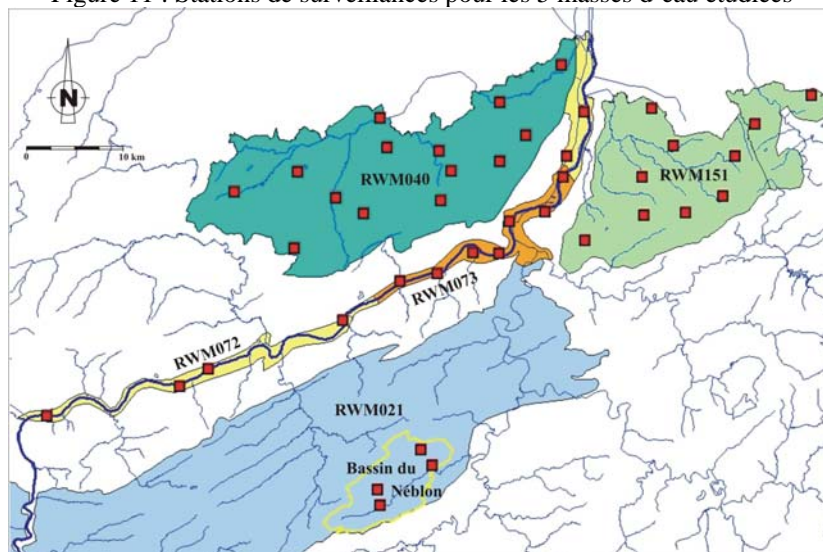 Figure 11 : Stations de surveillances pour les 5 masses d'eau étudiées
N
0 10 km
RWM040
RWM151
RWM073
RWM072
RWM021
Bassin du
Néblon